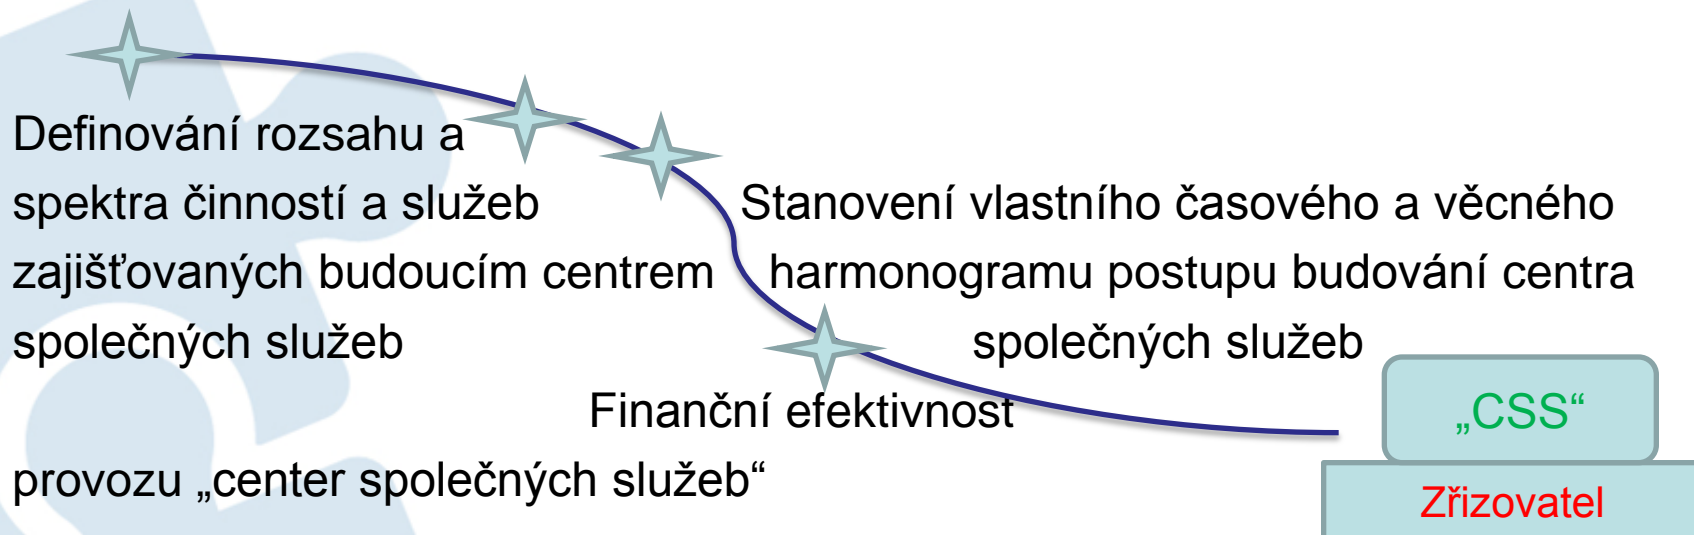 Definování rozsahu a
spektra činností a služeb
zajišťovaných budoucím centrem
společných služeb
Stanovení vlastního časového a věcného
harmonogramu postupu budování centra
společných služeb
Finanční efektivnost
provozu „center společných služeb“
„CSS“
Zřizovatel